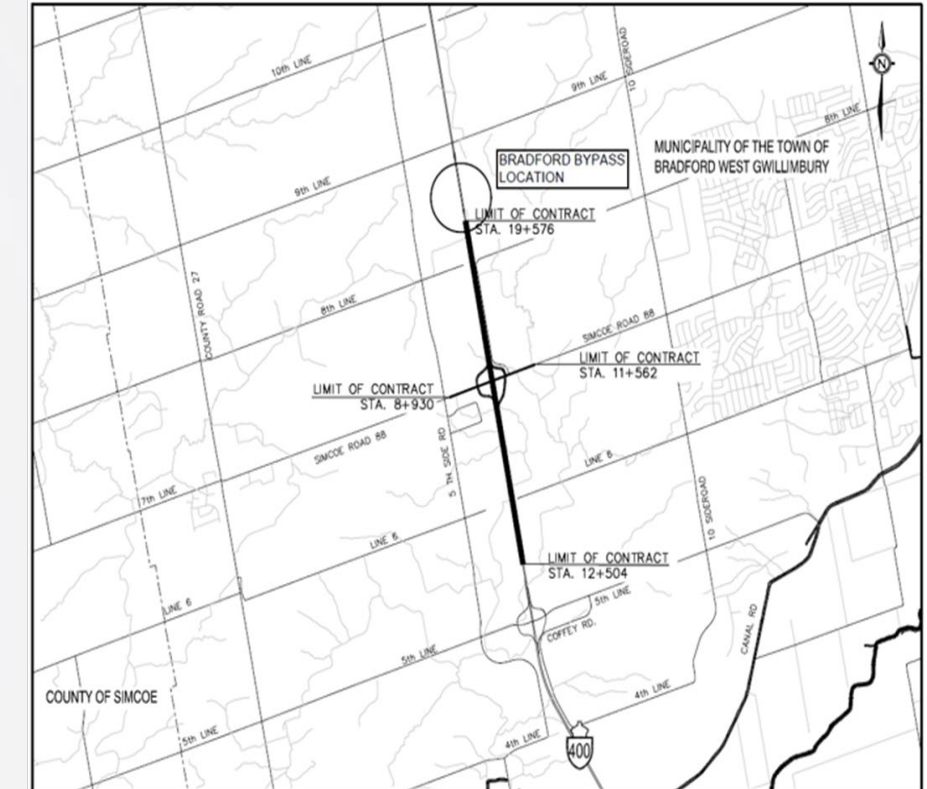 10th LINE
9th LINE
10 SIDEROAD
N
8th LINE
MUNICIPALITY OF THE TOWN OF
BRADFORD WEST GWILLIMBURY
BRADFORD BYPASS
LOCATION
9th LINE
LIMIT OF CONTRACT
STA. 19+576
COUNTY ROAD 27
8th LINE
SIMCOE ROAD 88
LIMIT OF CONTRACT
STA. 11+562
LIMIT OF CONTRACT
STA. 8+930
SIMCOE ROAD 88
5 TH SIDE RD
LINE 6
7th LINE
10 SIDEROAD
LINE 6
LIMIT OF CONTRACT
STA. 12+504
LINE 6
5th LINE
COFFEY RD.
CANAL RD
5th LINE
4th LINE
COUNTY OF SIMCOE
5th LINE
4th LINE
400